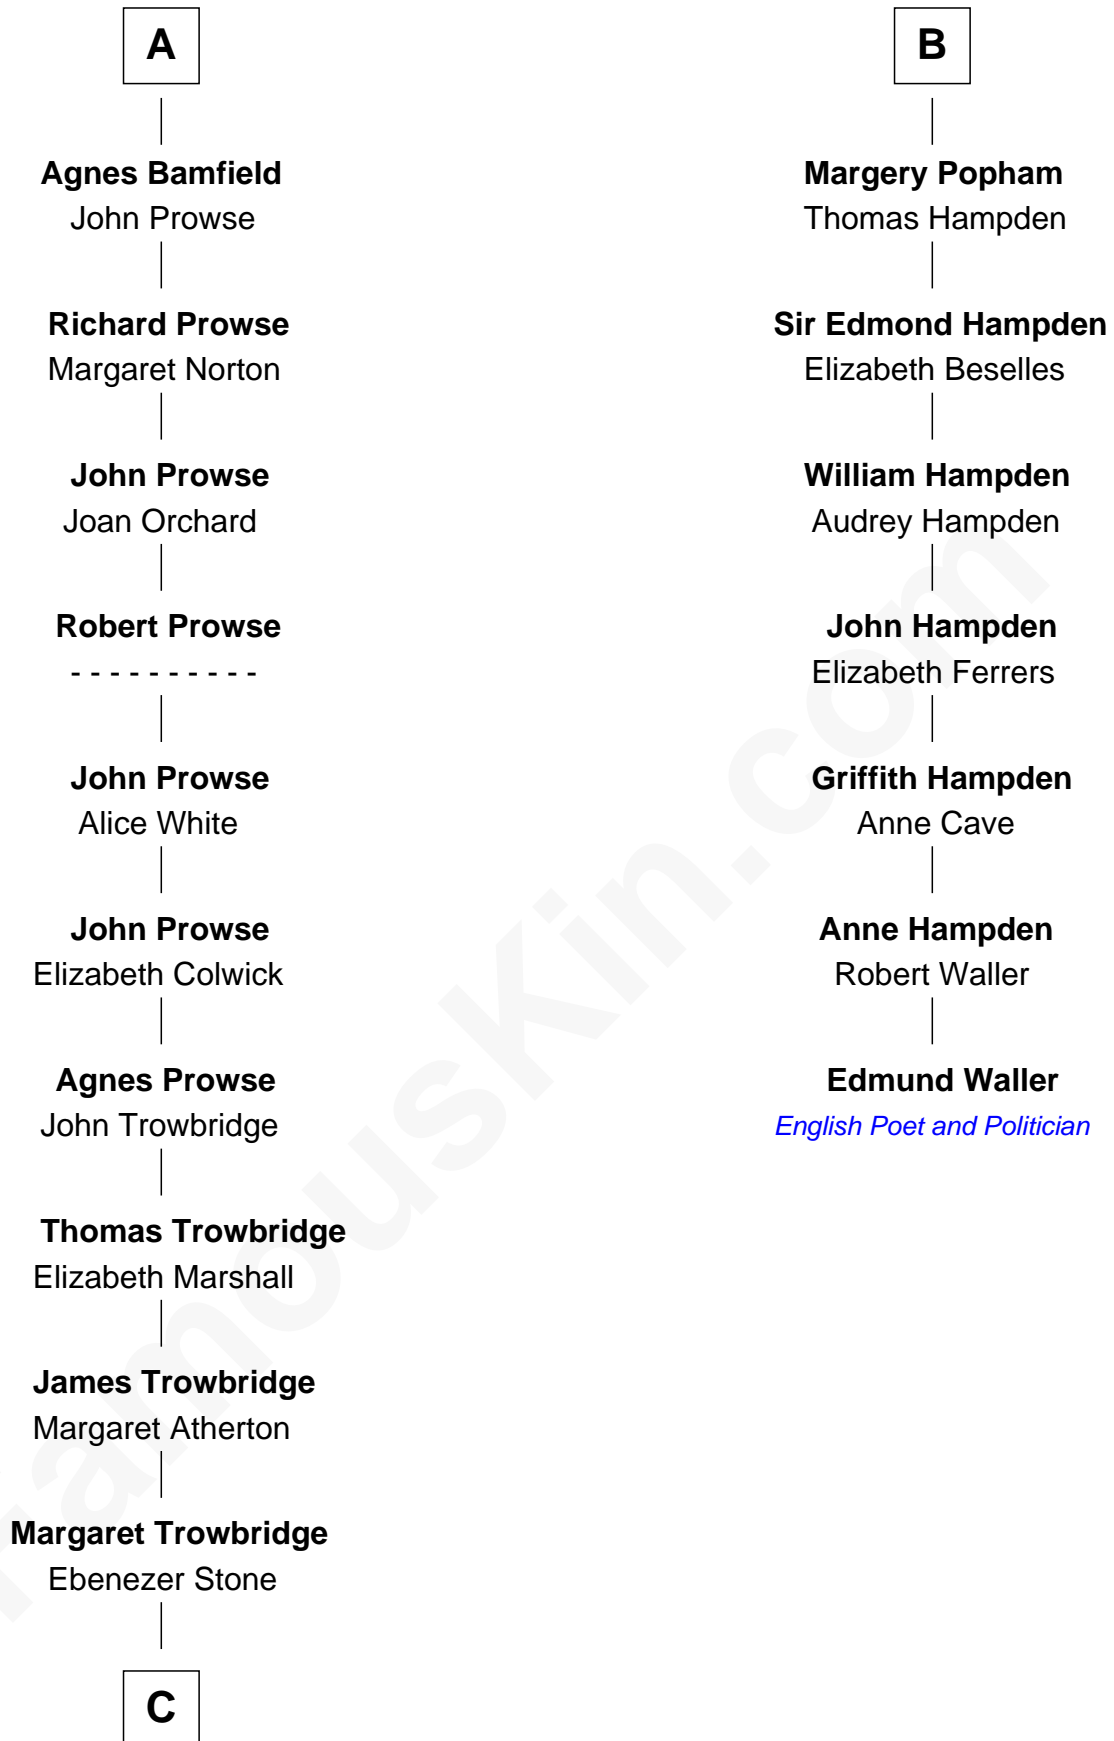 A
Agnes Bamfield
John Prowse
Richard Prowse
Margaret Norton
John Prowse
Joan Orchard
Robert Prowse
- - - - - - - - - -
John Prowse
Alice White
John Prowse
Elizabeth Colwick
Agnes Prowse
John Trowbridge
Thomas Trowbridge
Elizabeth Marshall
James Trowbridge
Margaret Atherton
Margaret Trowbridge
Ebenezer Stone
C
B
Margery Popham
Thomas Hampden
Sir Edmond Hampden
Elizabeth Beselles
William Hampden
Audrey Hampden
John Hampden
Elizabeth Ferrers
Griffith Hampden
Anne Cave
Anne Hampden
Robert Waller
Edmund Waller
English Poet and Politician
FamousKin.com